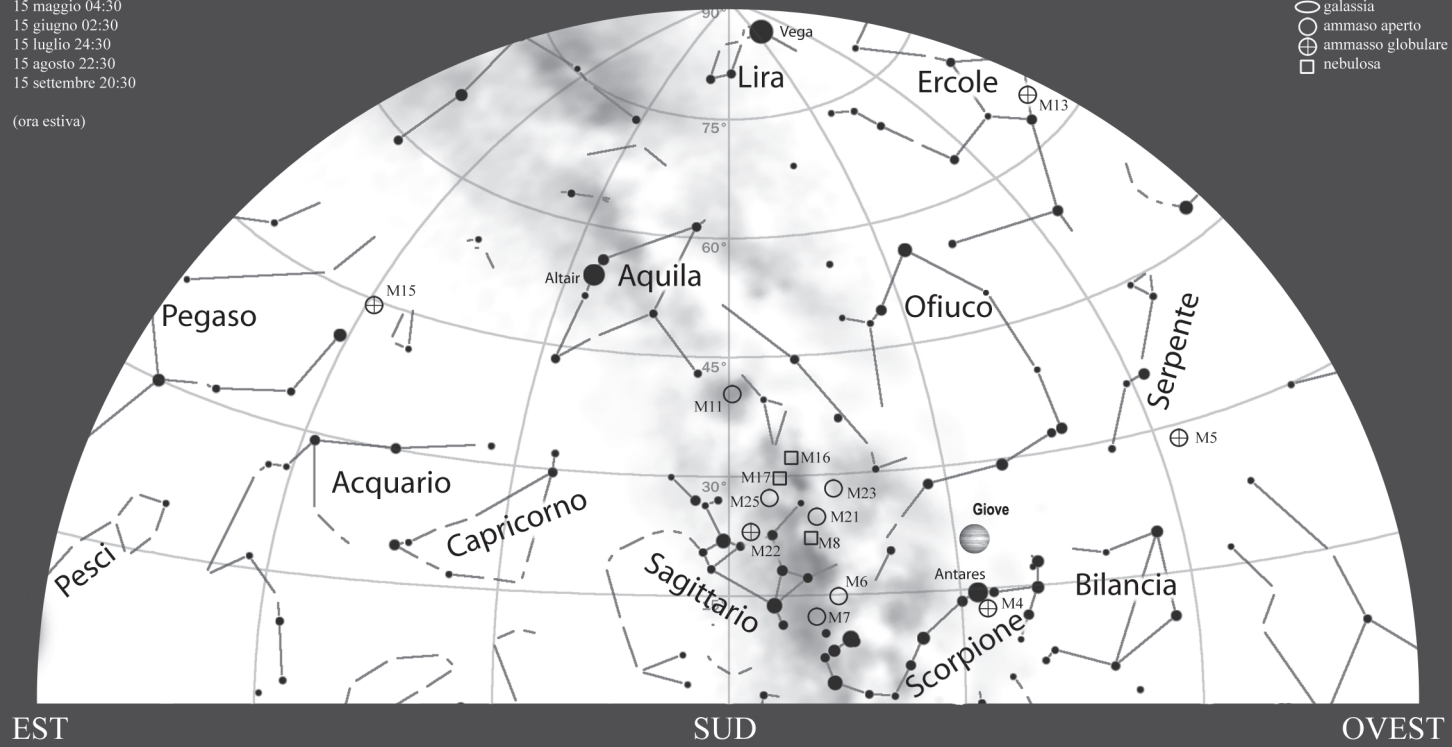 15 maggio 04:30
15 giugno 02:30
15 luglio 24:30
15 agosto 22:30
15 settembre 20:30
(ora estiva)
galassia
ammaso aperto
ammasso globulare
nebulosa
90°
Vega
Lira
Ercole
M13
75°
60°
Altair
Aquila
Ofiuco
M15
Pegaso
Serpente
45°
M11
M5
M16
Acquario
M17
30°
M23
M25
Capricorno
M21
Giove
M22
M8
Pesci
Sagittario
Antares
M6
Bilancia
M4
M7
Scorpione
EST
SUD
OVEST